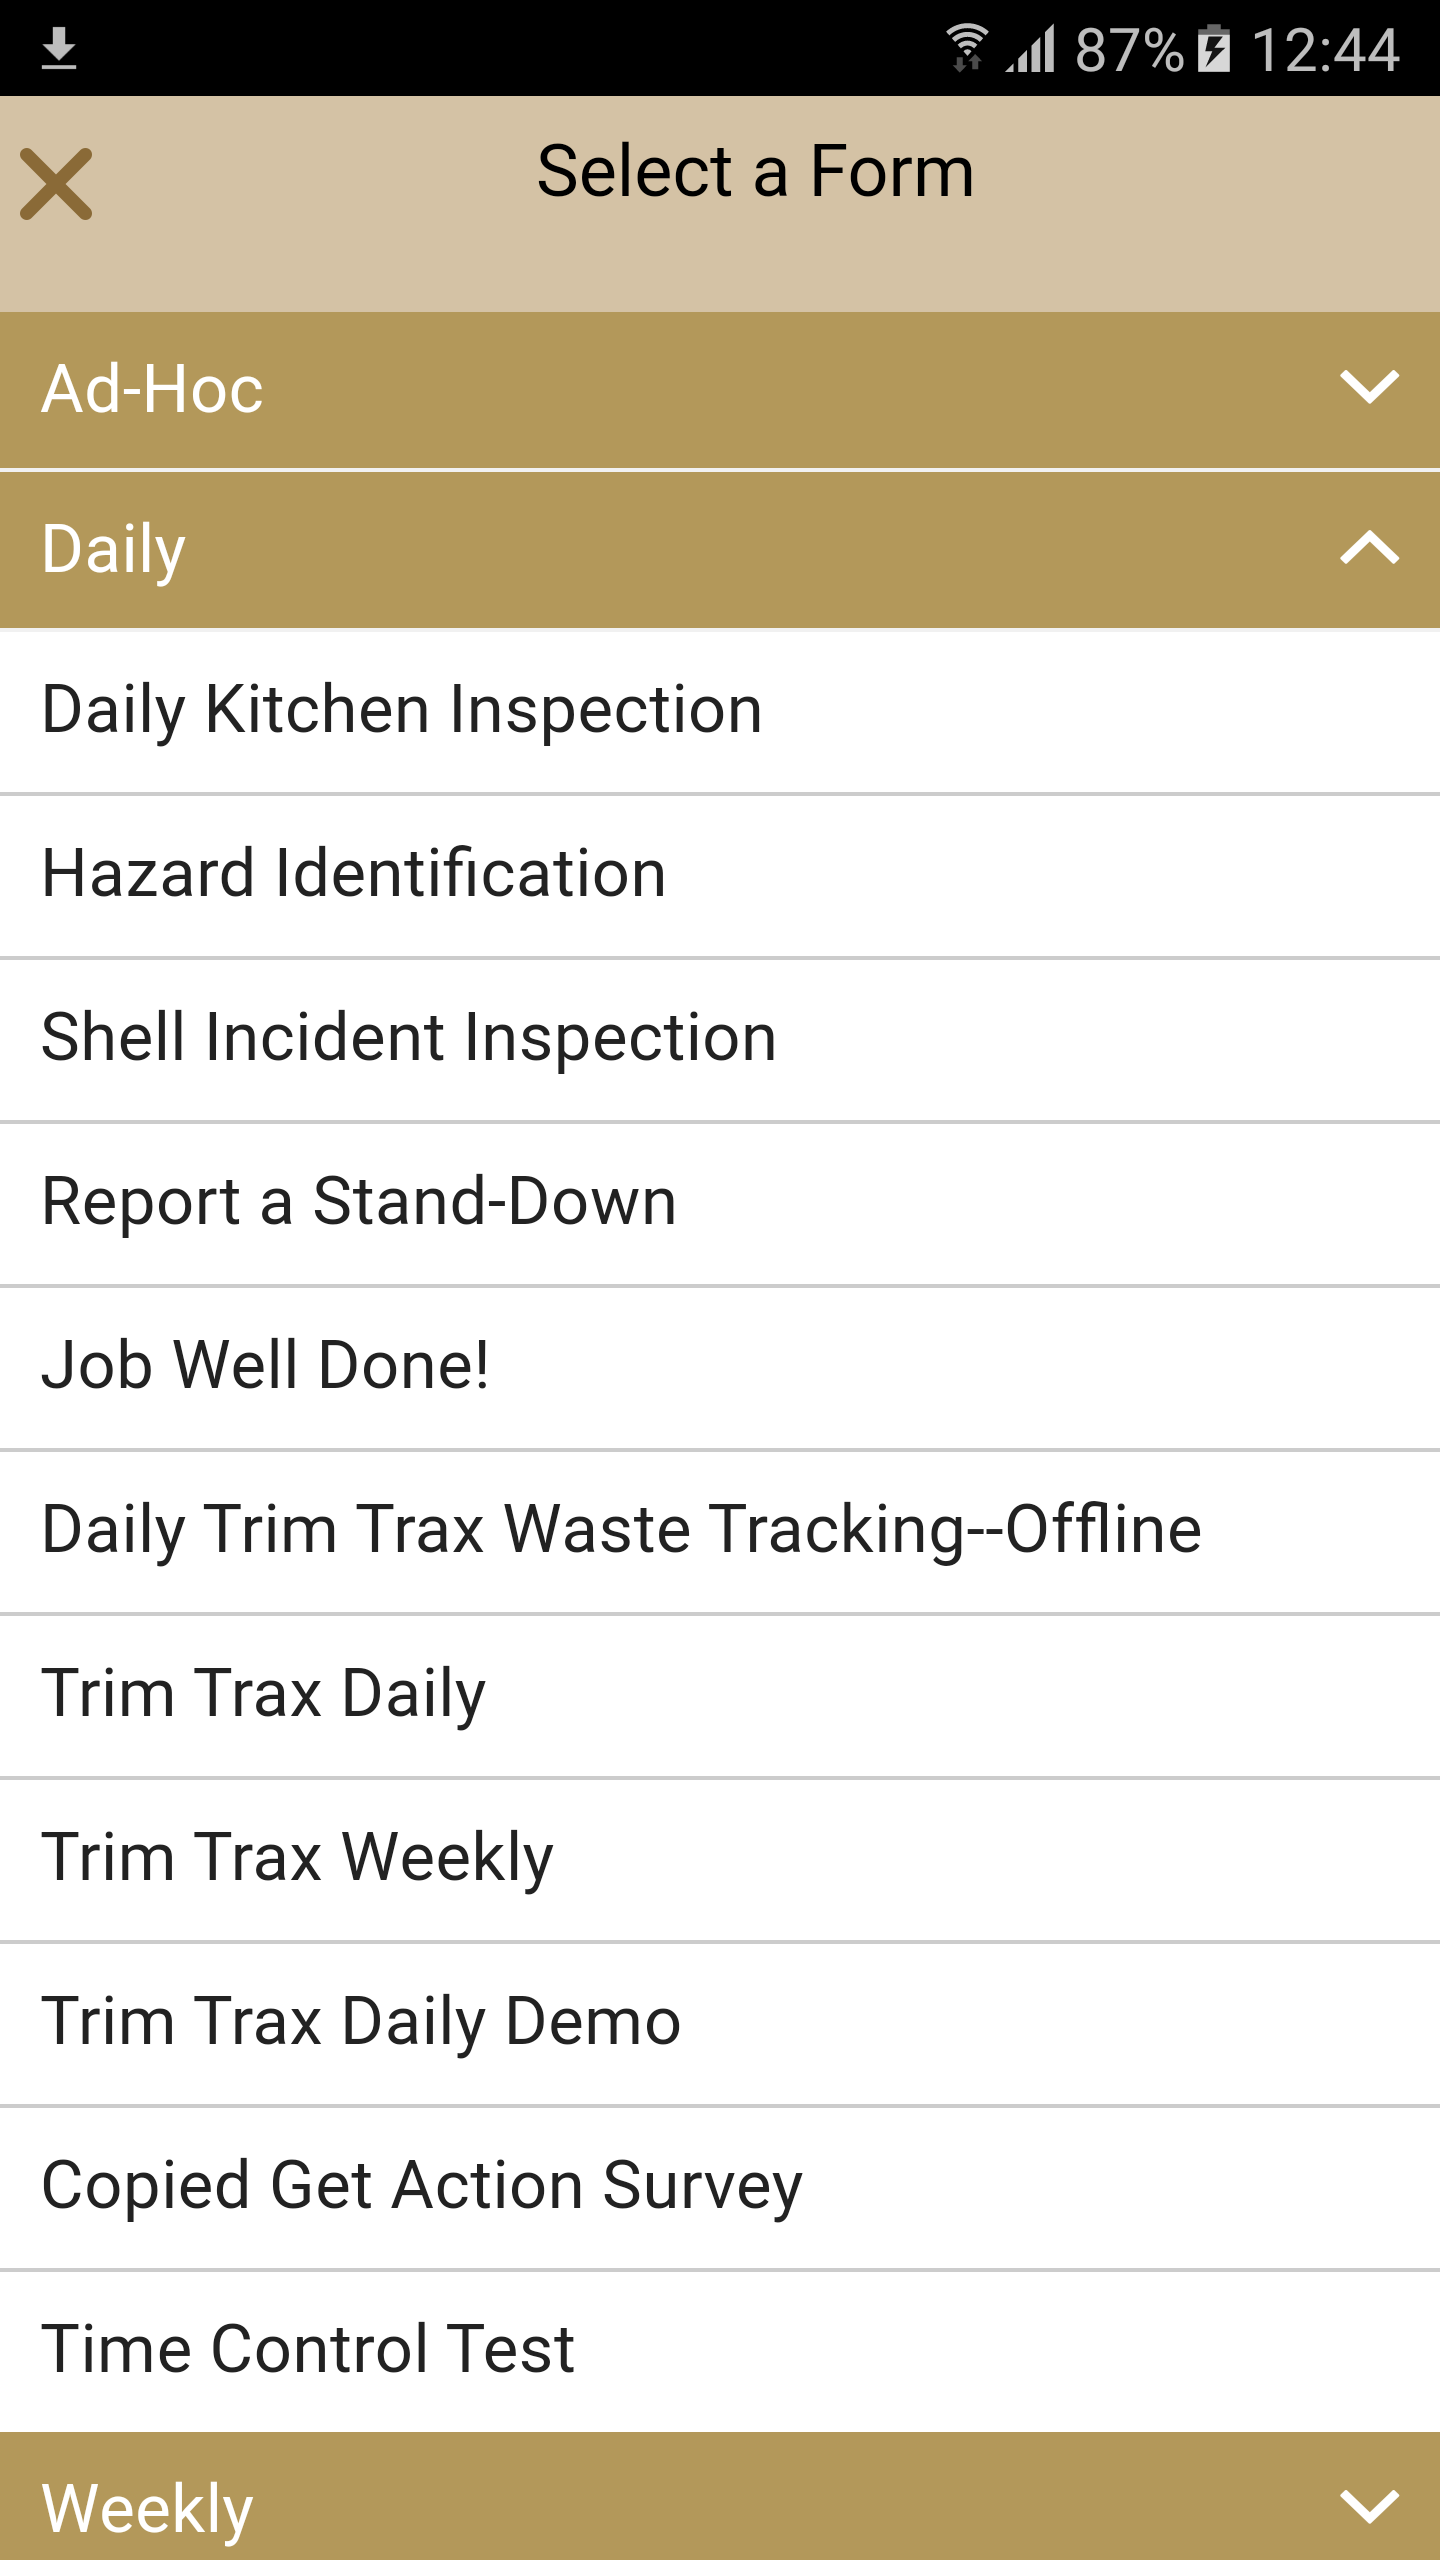 87% 12:44
Select a Form
Ad-Hoc
Daily
Daily Kitchen Inspection
Hazard Identification
Shell Incident Inspection
Report a Stand-Down
Job Well Done!
Daily Trim Trax Waste Tracking--Offline
Trim Trax Daily
Trim Trax Weekly
Trim Trax Daily Demo
Copied Get Action Survey
Time Control Test
Weekly